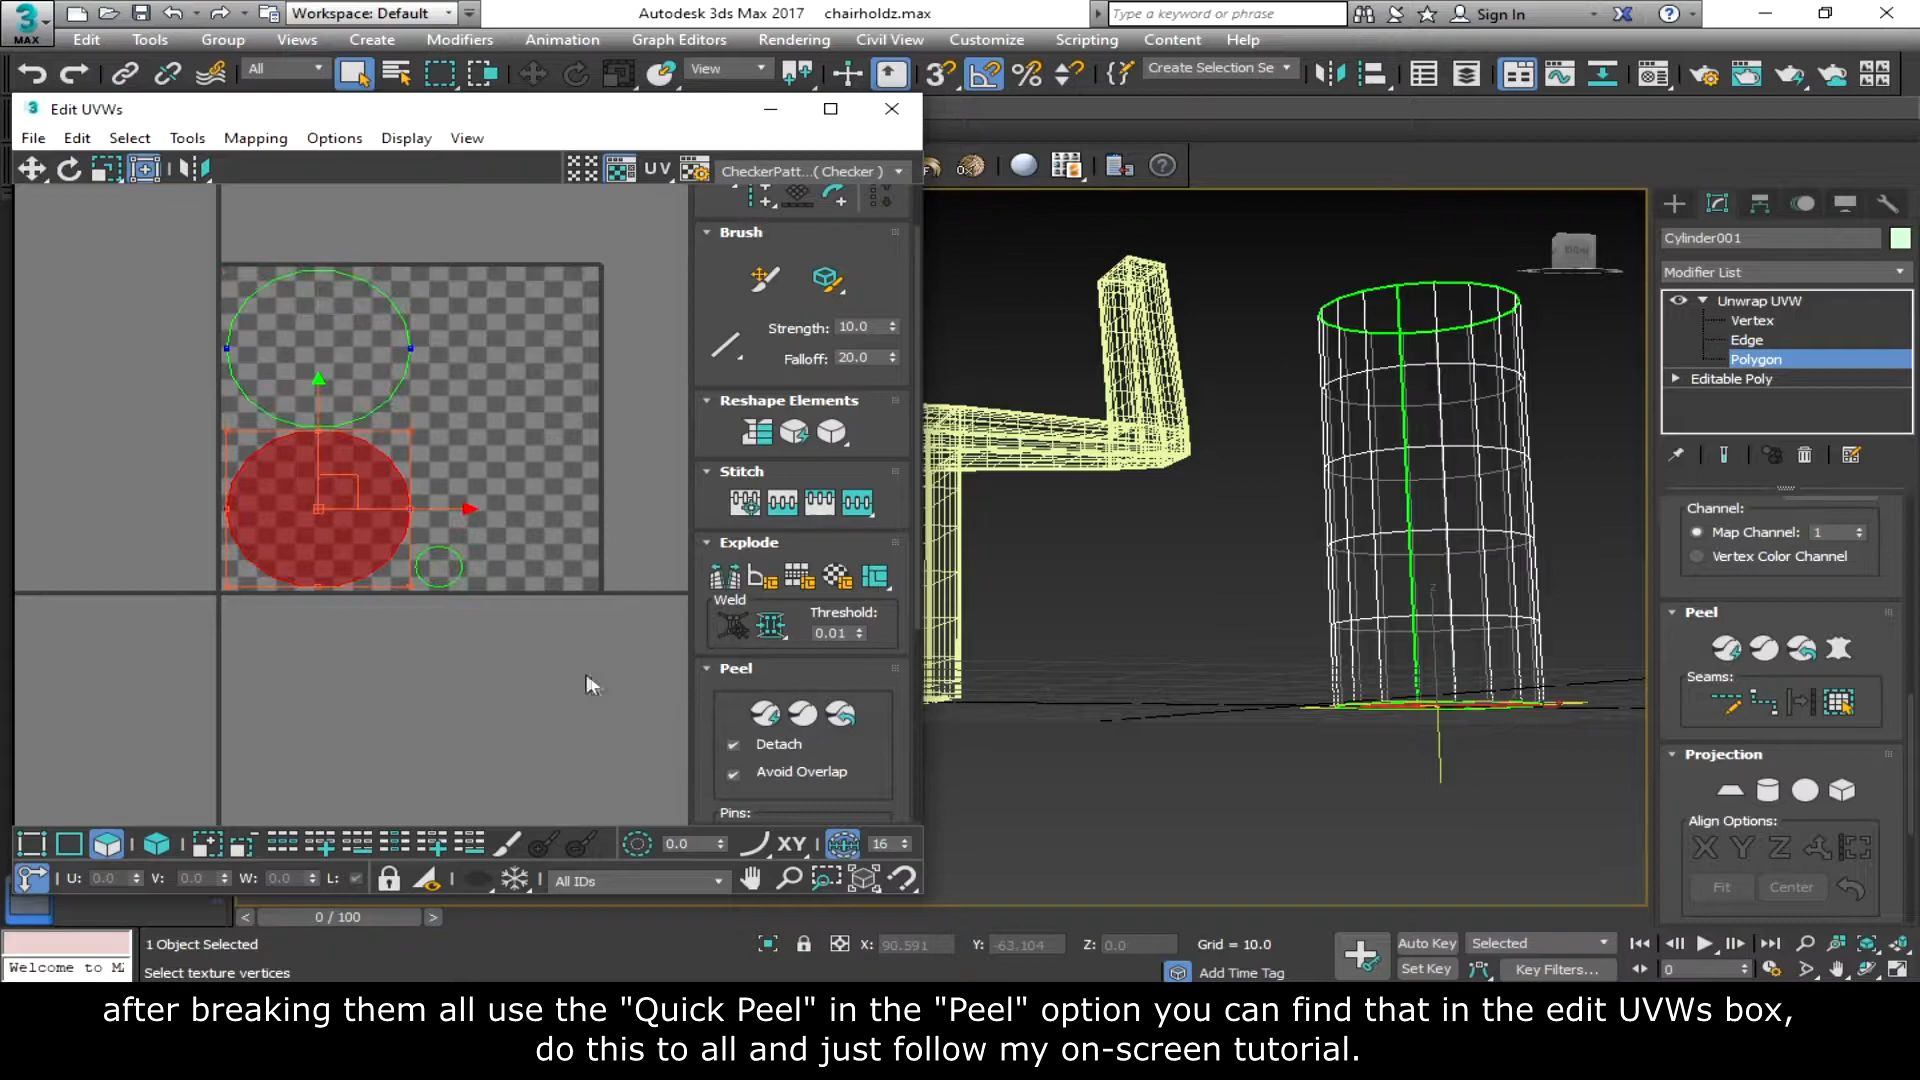 Workspace: Default
Autodesk 3ds Max 2017 chairholdz.max
Type a keyword or phrase
Sign In
MAX
Edit Tools Group Views Create Modifiers Animation Graph Editors Rendering Civil View Customize Scripting Content Help
All
View
Create Selection Se
3 Edit UVWs
File Edit Select Tools Mapping Options Display View
UV
CheckerPatt...( Checker )
Brush
Strength: 10.0
Falloff: 20.0
Reshape Elements
Stitch
Explode
Weld
Threshold:
0.01
Peel
Detach
Avoid Overlap
Pins:
0.0
XY
16
U: 0.0 V: 0.0 W: 0.0 L:
All IDs
Cylinder001
Modifier List
Unwrap UVW
Vertex
Edge
Polygon
Editable Poly
Channel:
Map Channel: 1
Vertex Color Channel
Peel
Seams:
Projection
Align Options:
X Y Z
Fit Center
< 0 / 100 >
1 Object Selected
X: 90.591 Y: -63.104 Z: 0.0 Grid = 10.0
Auto Key Selected
Welcome to M
Select texture vertices
Add Time Tag
Set Key Key Filters...
0
after breaking them all use the "Quick Peel" in the "Peel" option you can find that in the edit UVWs box,
do this to all and just follow my on-screen tutorial.